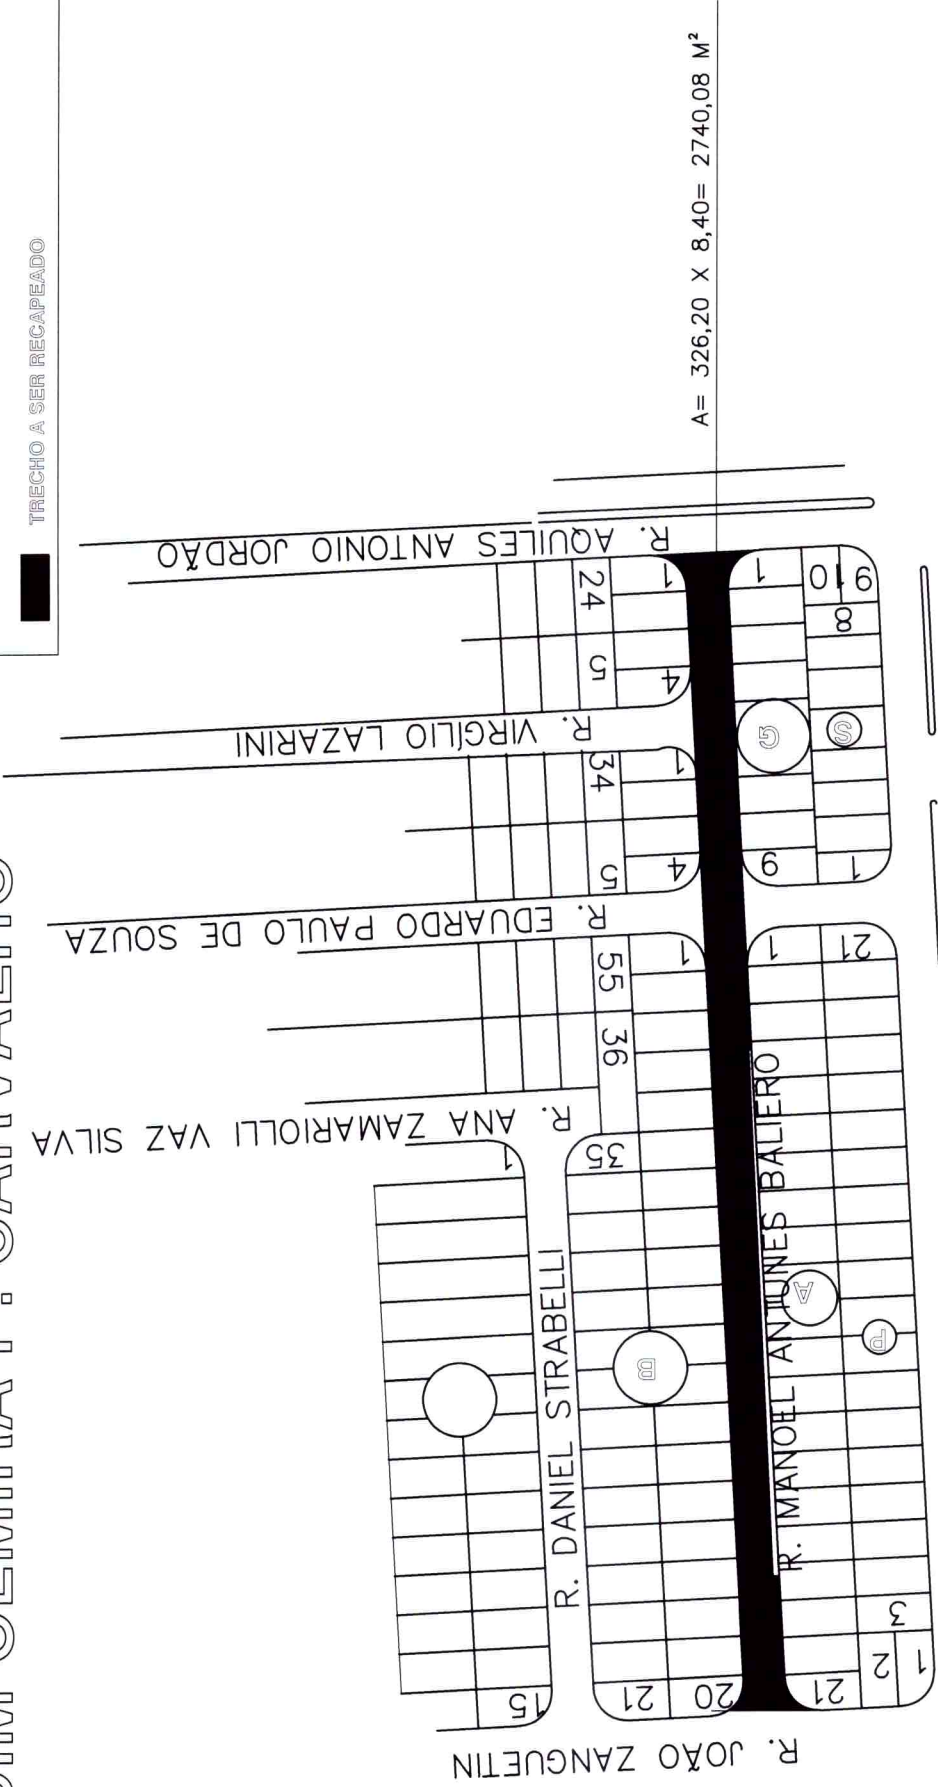 TRECHO A SER RECAPEADO
A= 326,20 X 8,40= 2740,08 M²
R. AQUILES ANTONIO JORDÃO
24
1
1
10
9
8
5
4
R. VIRGÍLIO LAZARINI
G
S
34
1
5
4
9
1
R. EDUARDO PAULO DE SOUZA
55
1
1
21
36
R. ANA ZAMARIOLLI VAZ SILVA
1
35
R. DANIEL STRABELLI
B
R. MANOEL ANTUNES BALIERO
A
P
3
15
21
20
21
2
1
R. JOÃO ZANGUETIN